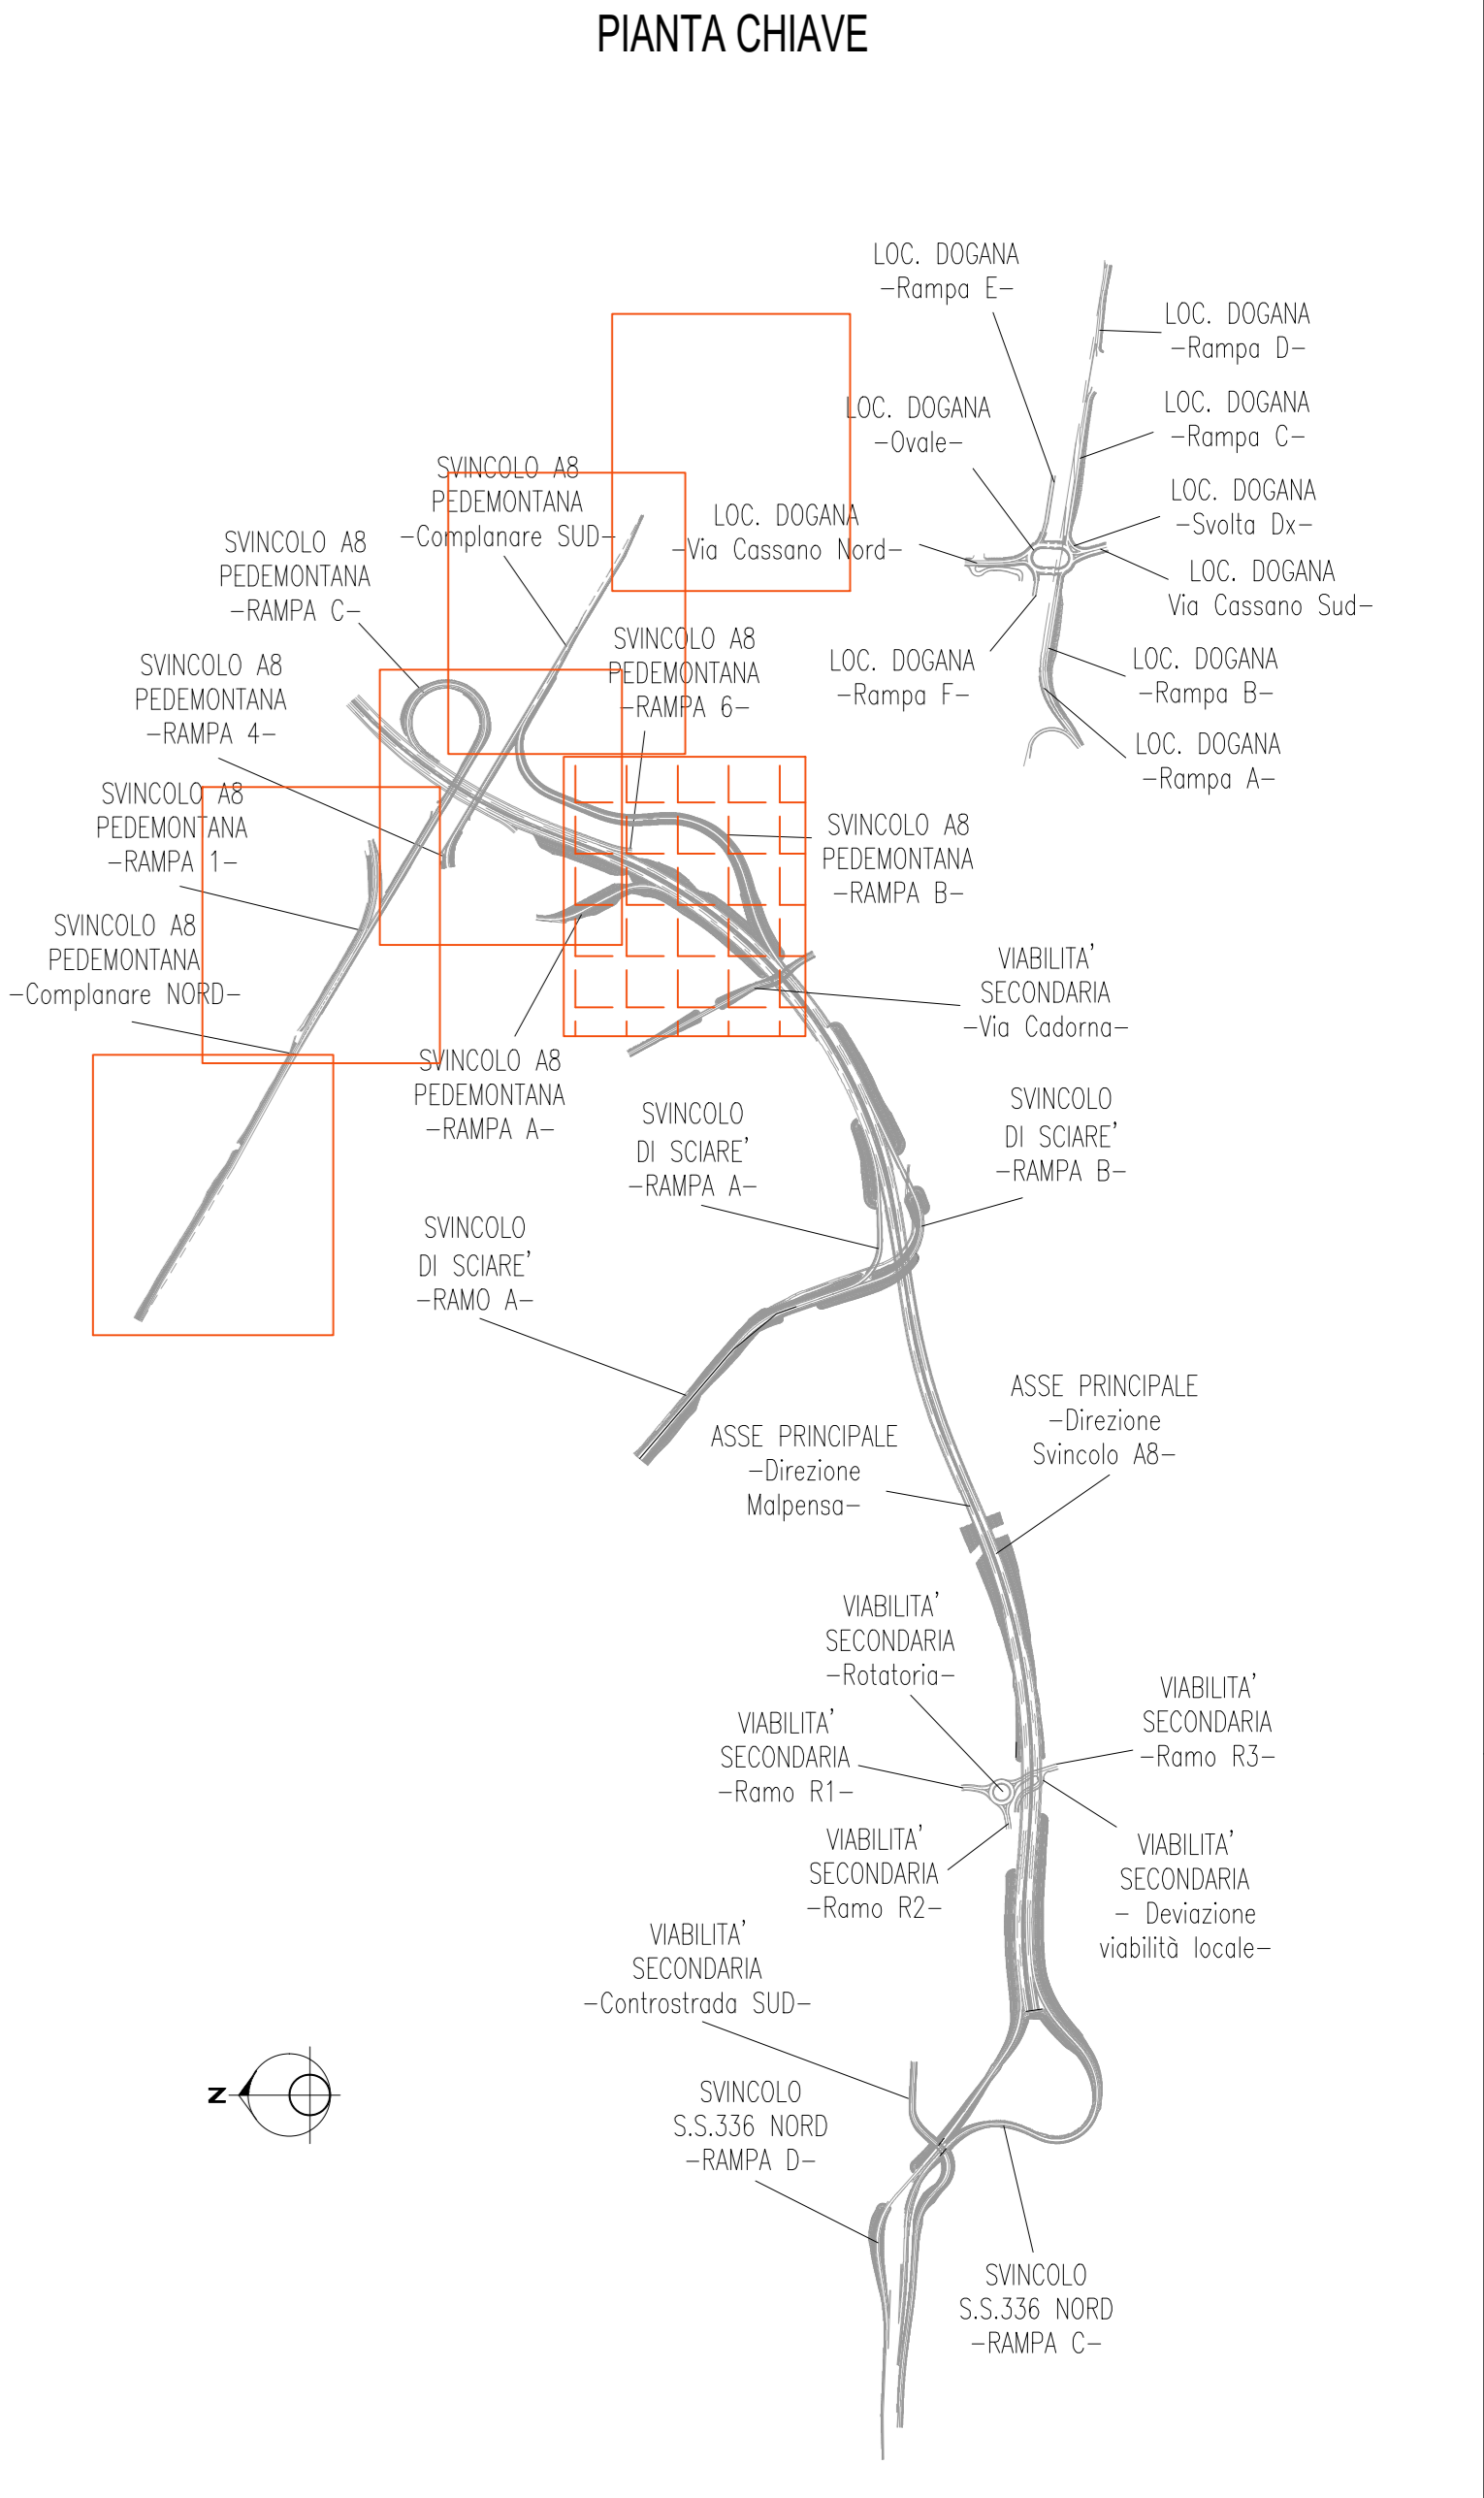 PIANTA CHIAVE
LOC. DOGANA
-Rampa E-
LOC. DOGANA
-Rampa D-
LOC. DOGANA
-Ovale-
LOC. DOGANA
-Rampa C-
SVINCOLO A8
PEDEMONTANA
-Complanare SUD-
LOC. DOGANA
-Svolta Dx-
LOC. DOGANA
-Via Cassano Nord-
SVINCOLO A8
PEDEMONTANA
-RAMPA C-
LOC. DOGANA
Via Cassano Sud-
SVINCOLO A8
PEDEMONTANA
-RAMPA 6-
SVINCOLO A8
PEDEMONTANA
-RAMPA 4-
LOC. DOGANA
-Rampa F-
LOC. DOGANA
-Rampa B-
LOC. DOGANA
-Rampa A-
SVINCOLO A8
PEDEMONTANA
-RAMPA 1-
SVINCOLO A8
PEDEMONTANA
-RAMPA B-
SVINCOLO A8
PEDEMONTANA
-Complanare NORD-
VIABILITA'
SECONDARIA
-Via Cadorna-
SVINCOLO A8
PEDEMONTANA
-RAMPA A-
SVINCOLO
DI SCIARE'
-RAMPA A-
SVINCOLO
DI SCIARE'
-RAMPA B-
SVINCOLO
DI SCIARE'
-RAMO A-
ASSE PRINCIPALE
-Direzione
Svincolo A8-
ASSE PRINCIPALE
-Direzione
Malpensa-
VIABILITA'
SECONDARIA
-Rotatoria-
VIABILITA'
SECONDARIA
-Ramo R3-
VIABILITA'
SECONDARIA
-Ramo R1-
VIABILITA'
SECONDARIA
-Ramo R2-
VIABILITA'
SECONDARIA
- Deviazione
viabilità locale-
VIABILITA'
SECONDARIA
-Controstrada SUD-
N
SVINCOLO
S.S.336 NORD
-RAMPA D-
SVINCOLO
S.S.336 NORD
-RAMPA C-